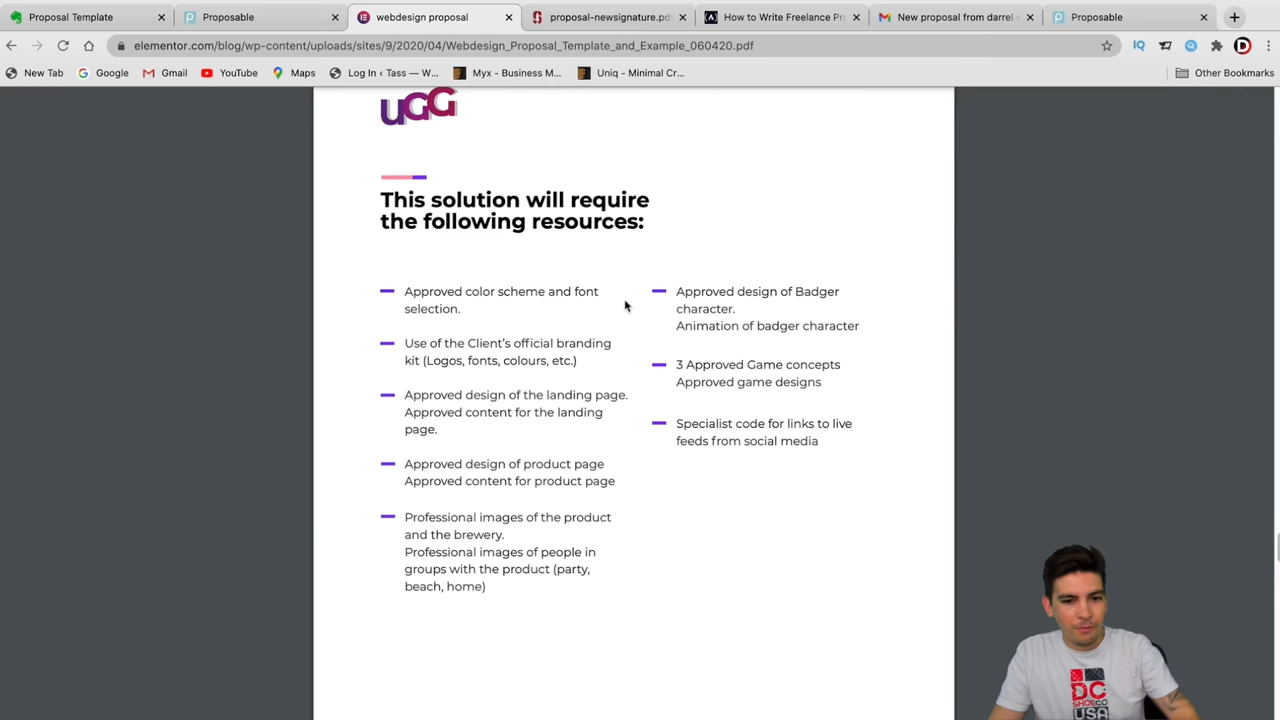 Proposal Template
Proposable
webdesign proposal
proposal-newsignature.pd
How to Write Freelance Pr
New proposal from darrel w
Proposable
elementor.com/blog/wp-content/uploads/sites/9/2020/04/Webdesign_Proposal_Template_and_Example_060420.pdf
New Tab
Google
Gmail
YouTube
Maps
Log In ‹ Tass — W...
Myx - Business M...
Uniq - Minimal Cr...
Other Bookmarks
UGG
This solution will require
the following resources:
Approved color scheme and font
selection.
Use of the Client's official branding
kit (Logos, fonts, colours, etc.)
Approved design of the landing page.
Approved content for the landing
page.
Approved design of product page
Approved content for product page
Professional images of the product
and the brewery.
Professional images of people in
groups with the product (party,
beach, home)
Approved design of Badger
character.
Animation of badger character
3 Approved Game concepts
Approved game designs
Specialist code for links to live
feeds from social media
DC
SHOECO
USA